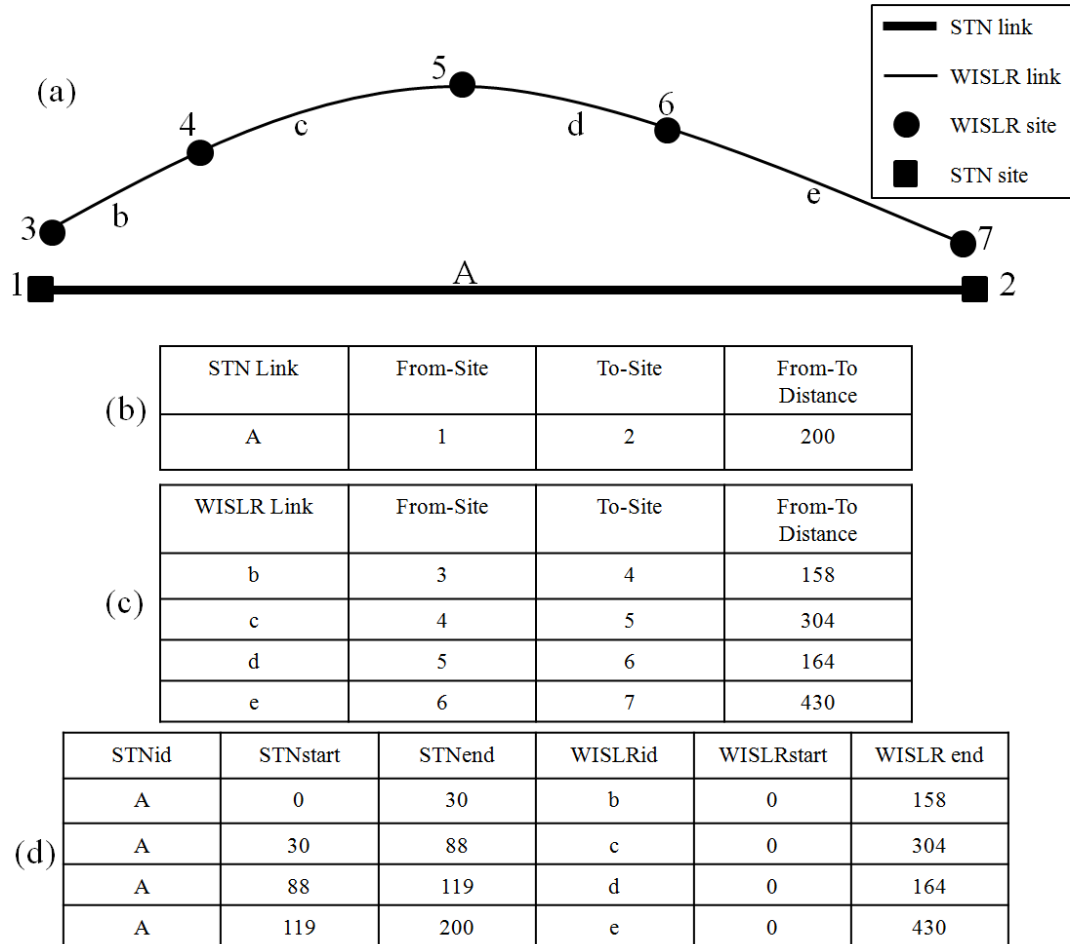 STN link
WISLR link
WISLR site
STN site
(a)
5
4
c
d
6
3
b
e
7
1
A
2
(b)
STN Link From-Site To-Site From-To Distance
A 1 2 200
(c)
WISLR Link From-Site To-Site From-To Distance
b 3 4 158
c 4 5 304
d 5 6 164
e 6 7 430
(d)
STNid STNstart STNend WISLRid WISLRstart WISLR end
A 0 30 b 0 158
A 30 88 c 0 304
A 88 119 d 0 164
A 119 200 e 0 430